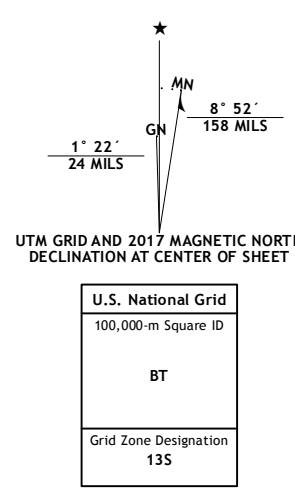 ★
MN
8° 52´
158 MILS
GN
1° 22´
24 MILS
UTM GRID AND 2017 MAGNETIC NORTH
DECLINATION AT CENTER OF SHEET
U.S. National Grid
100,000-m Square ID
BT
Grid Zone Designation
13S